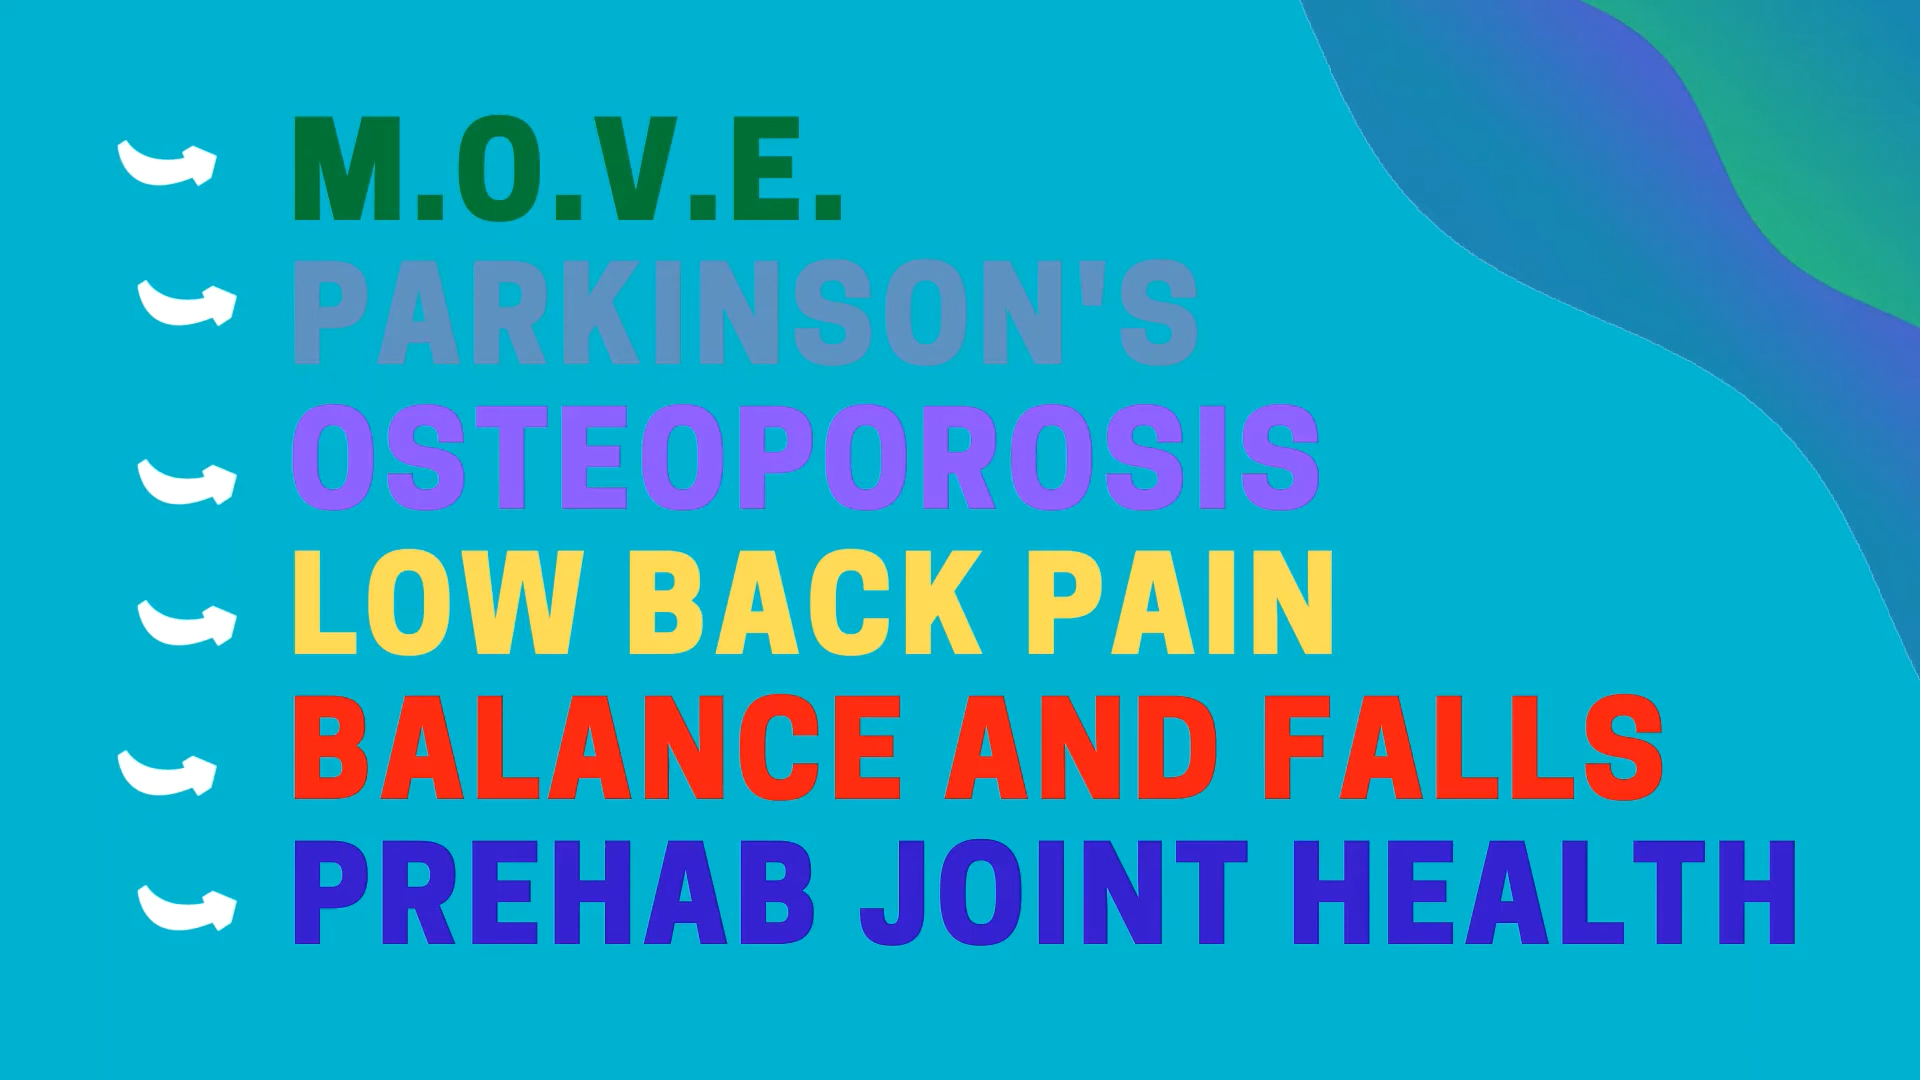 M.O.V.E.
PARKINSON'S
OSTEOPOROSIS
LOW BACK PAIN
BALANCE AND FALLS
PREHAB JOINT HEALTH